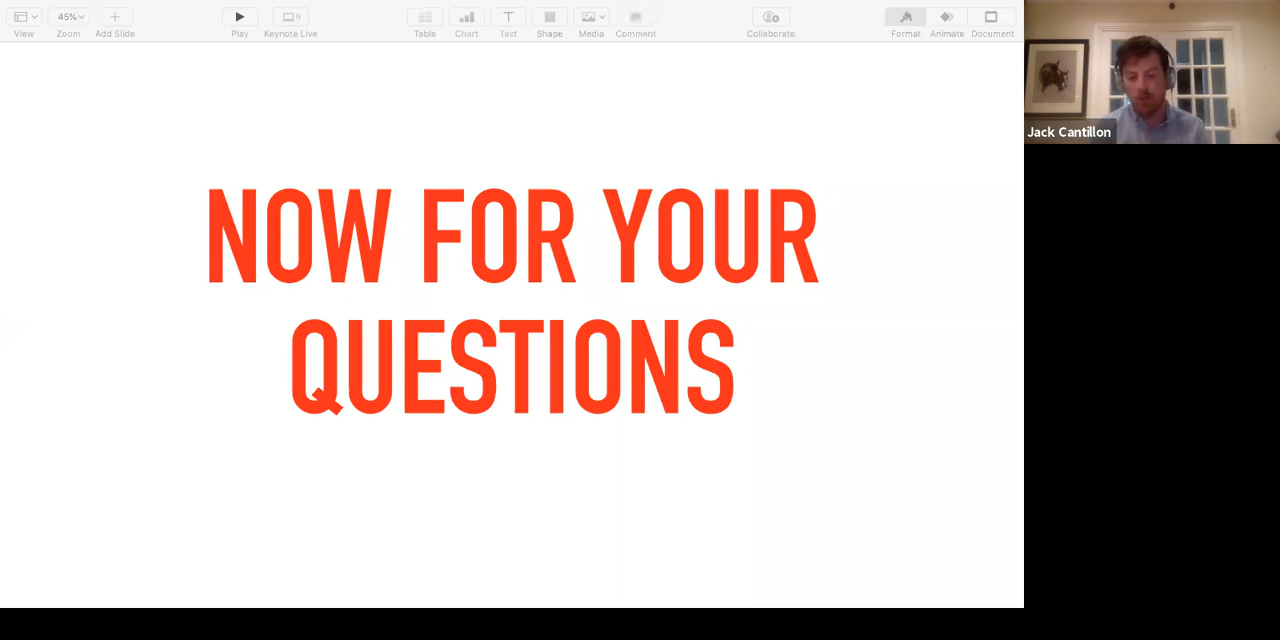 45%
View
Zoom
Add Slide
Play
Keynote Live
Table
Chart
Text
Shape
Media
Comment
Collaborate
Format
Animate
Document
Jack Cantillon
NOW FOR YOUR
QUESTIONS